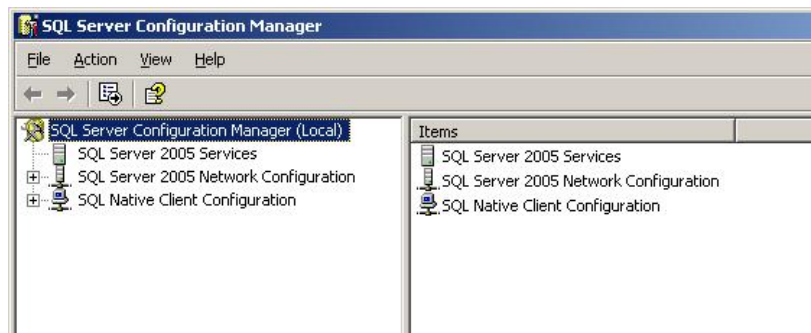 SQL Server Configuration Manager
File Action View Help
SQL Server Configuration Manager (Local)
SQL Server 2005 Services
SQL Server 2005 Network Configuration
SQL Native Client Configuration
Items
SQL Server 2005 Services
SQL Server 2005 Network Configuration
SQL Native Client Configuration